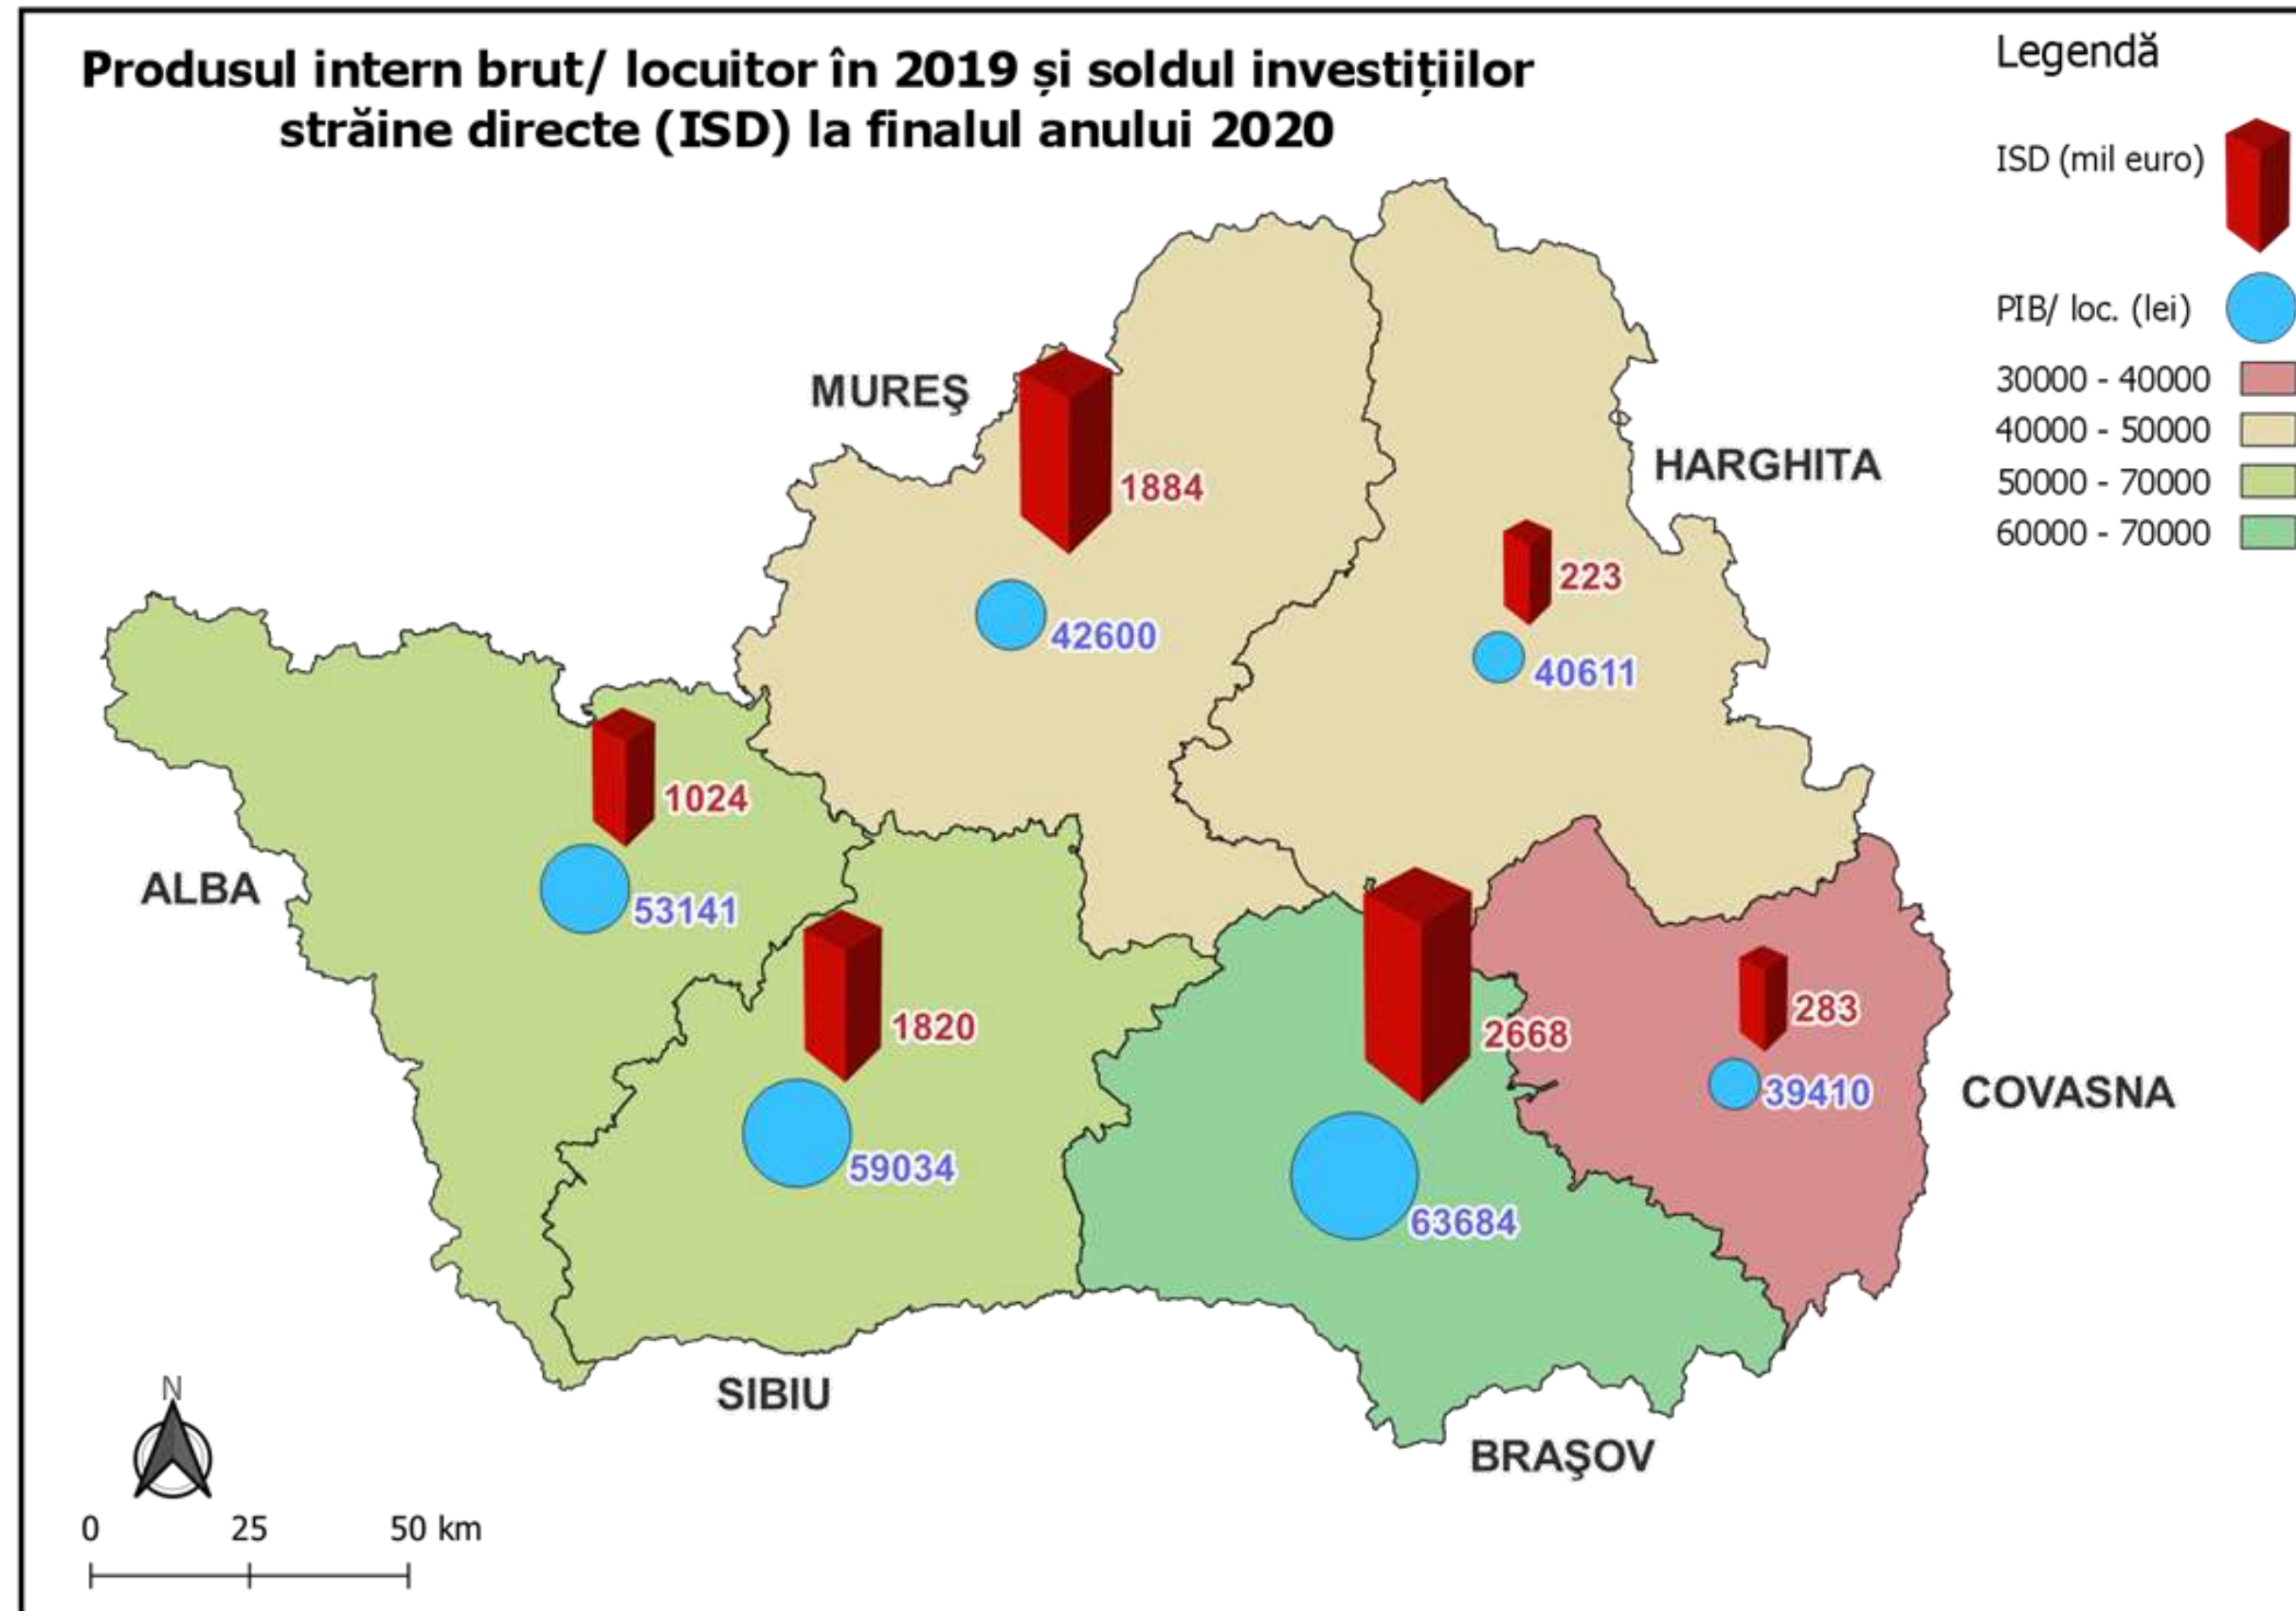 Produsul intern brut/ locuitor în 2019 și soldul investițiilor
străine directe (ISD) la finalul anului 2020
Legendă
ISD (mil euro)
PIB/ loc. (lei)
30000 - 40000
40000 - 50000
50000 - 70000
60000 - 70000
MUREŞ
1884
42600
HARGHITA
223
40611
ALBA
1024
53141
SIBIU
1820
59034
BRAŞOV
2668
63684
COVASNA
283
39410
N
0 25 50 km